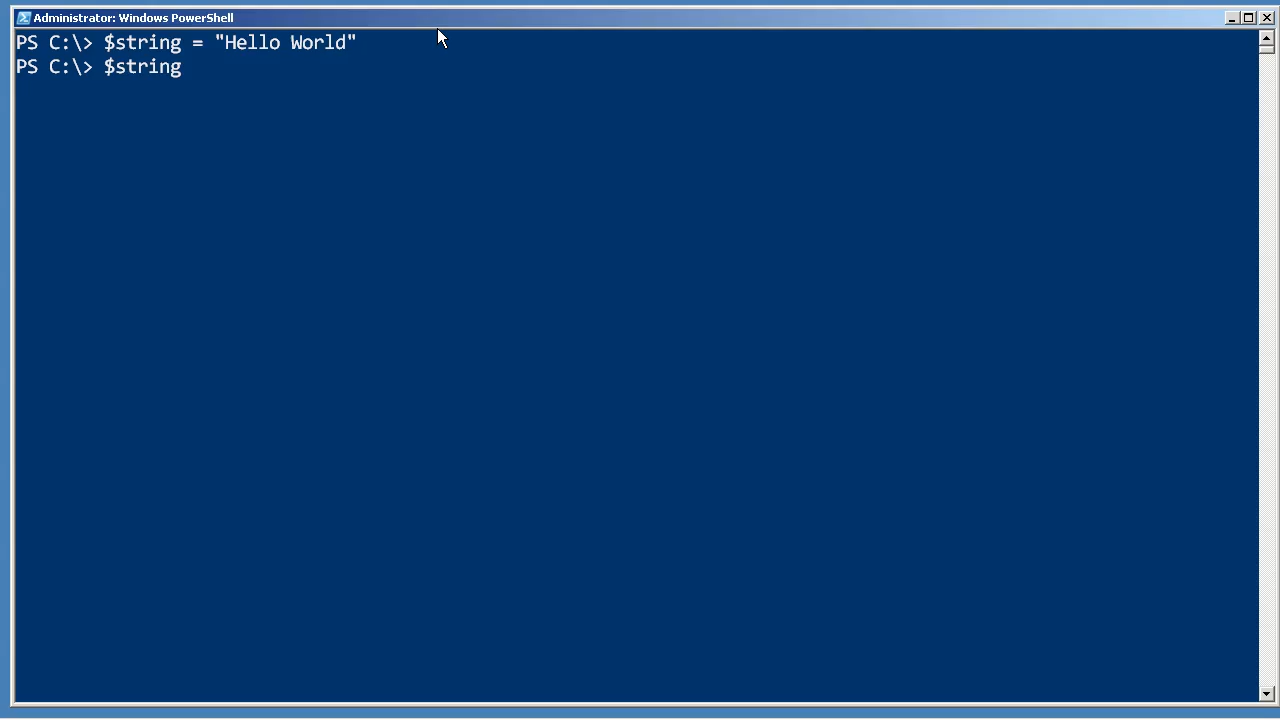 Administrator: Windows PowerShell
PS C:\> $string = "Hello World"
PS C:\> $string